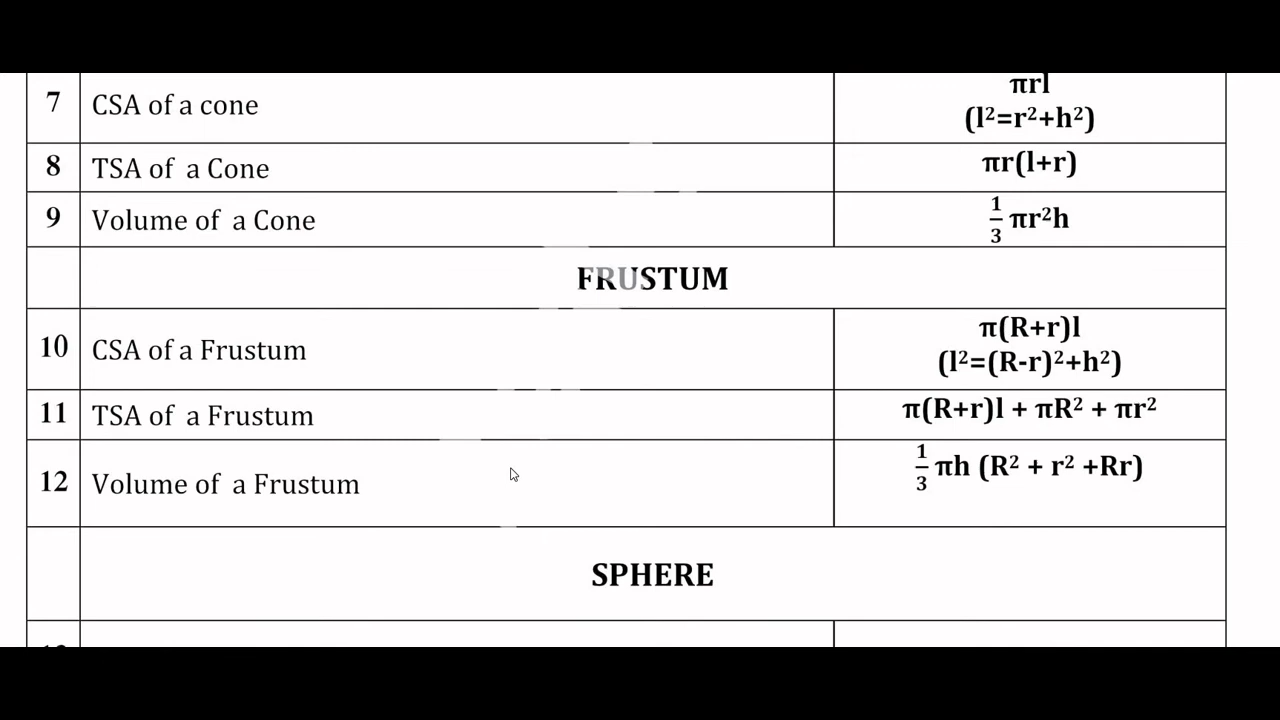 7 CSA of a cone πrl
(l²=r²+h²)
8 TSA of a Cone πr(l+r)
9 Volume of a Cone 1/3 πr²h
FRUSTUM
10 CSA of a Frustum π(R+r)l
(l²=(R-r)²+h²)
11 TSA of a Frustum π(R+r)l + πR² + πr²
12 Volume of a Frustum 1/3 πh (R² + r² +Rr)
SPHERE